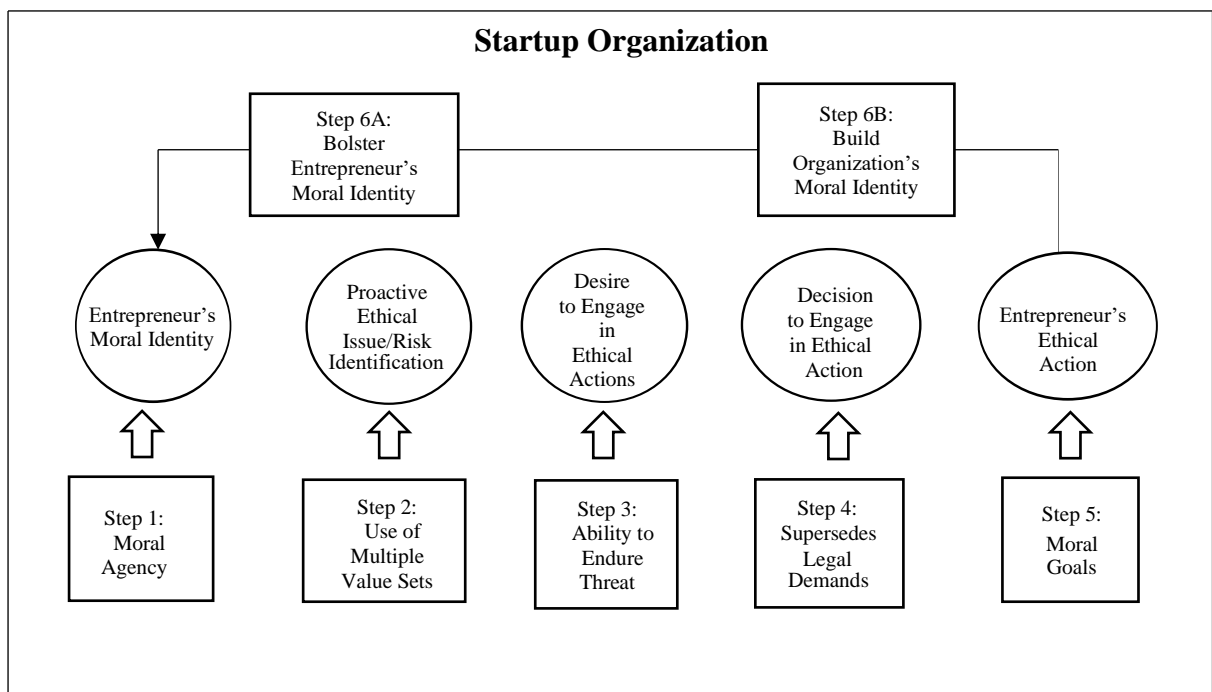 Startup Organization
Step 6A:
Bolster
Entrepreneur’s
Moral Identity
Step 6B:
Build
Organization’s
Moral Identity
Entrepreneur’s
Moral Identity
Proactive
Ethical
Issue/Risk
Identification
Desire
to Engage
in
Ethical
Actions
Decision
to Engage
in Ethical
Action
Entrepreneur’s
Ethical
Action
Step 1:
Moral
Agency
Step 2:
Use of
Multiple
Value Sets
Step 3:
Ability to
Endure
Threat
Step 4:
Supersedes
Legal
Demands
Step 5:
Moral
Goals